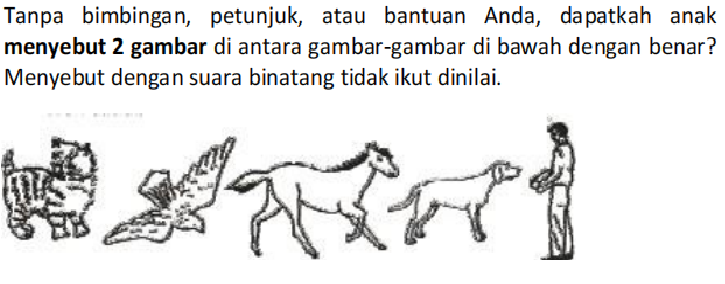 Tanpa bimbingan, petunjuk, atau bantuan Anda, dapatkah anak
menyebut 2 gambar di antara gambar-gambar di bawah dengan benar?
Menyebut dengan suara binatang tidak ikut dinilai.